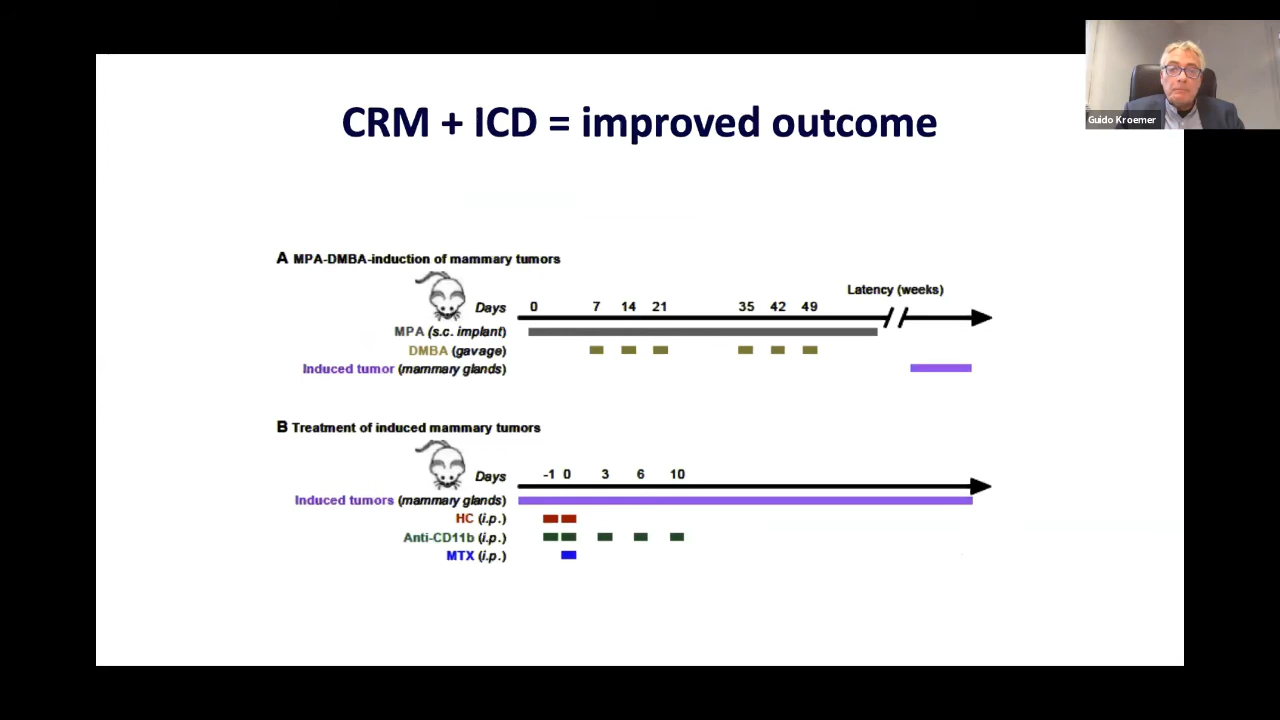 CRM + ICD = improved outcome
Guido Kroemer
A MPA-DMBA-induction of mammary tumors
Latency (weeks)
Days 0 7 14 21 35 42 49
MPA (s.c. implant)
DMBA (gavage)
Induced tumor (mammary glands)
B Treatment of induced mammary tumors
Days -1 0 3 6 10
Induced tumors (mammary glands)
HC (i.p.)
Anti-CD11b (i.p.)
MTX (i.p.)